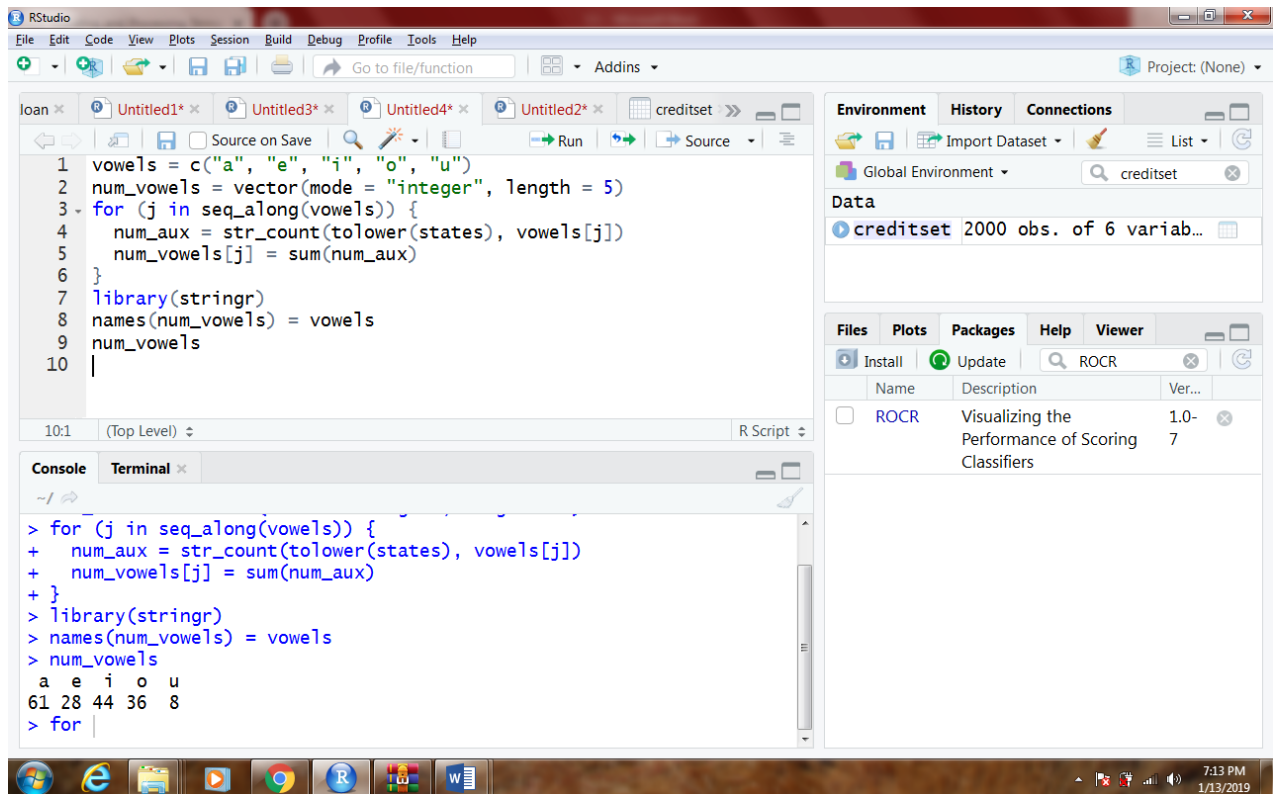 RStudio
File Edit Code View Plots Session Build Debug Profile Tools Help
Go to file/function Addins Project: (None)
loan Untitled1* Untitled3* Untitled4* Untitled2* creditset
Source on Save Run Source
1 vowels = c("a", "e", "i", "o", "u")
2 num_vowels = vector(mode = "integer", length = 5)
3 for (j in seq_along(vowels)) {
4   num_aux = str_count(tolower(states), vowels[j])
5   num_vowels[j] = sum(num_aux)
6 }
7 library(stringr)
8 names(num_vowels) = vowels
9 num_vowels
10
10:1 (Top Level) R Script
Console Terminal
~/
> for (j in seq_along(vowels)) {
+   num_aux = str_count(tolower(states), vowels[j])
+   num_vowels[j] = sum(num_aux)
+ }
> library(stringr)
> names(num_vowels) = vowels
> num_vowels
 a  e  i  o  u
61 28 44 36  8
> for
Environment History Connections
Import Dataset List
Global Environment creditset
Data
creditset 2000 obs. of 6 variab…
Files Plots Packages Help Viewer
Install Update ROCR
Name Description Ver...
ROCR Visualizing the 1.0-
Performance of Scoring 7
Classifiers
7:13 PM
1/13/2019